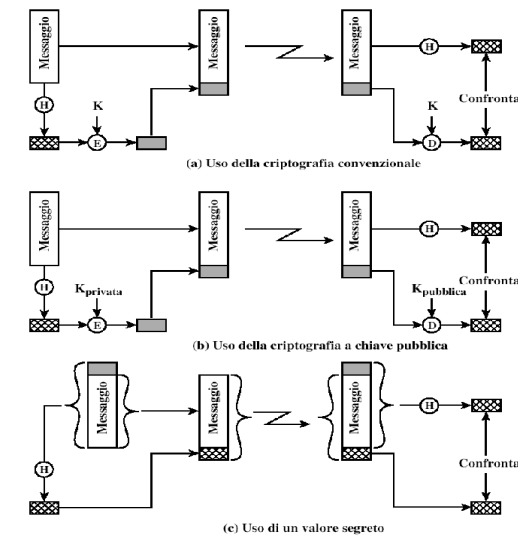 Messaggio
Messaggio
Messaggio
H
H
K
K
Confronta
E
D
(a) Uso della criptografia convenzionale
Messaggio
Messaggio
Messaggio
H
H
Kprivata
Kpubblica
Confronta
E
D
(b) Uso della criptografia a chiave pubblica
Messaggio
Messaggio
Messaggio
H
H
Confronta
(c) Uso di un valore segreto